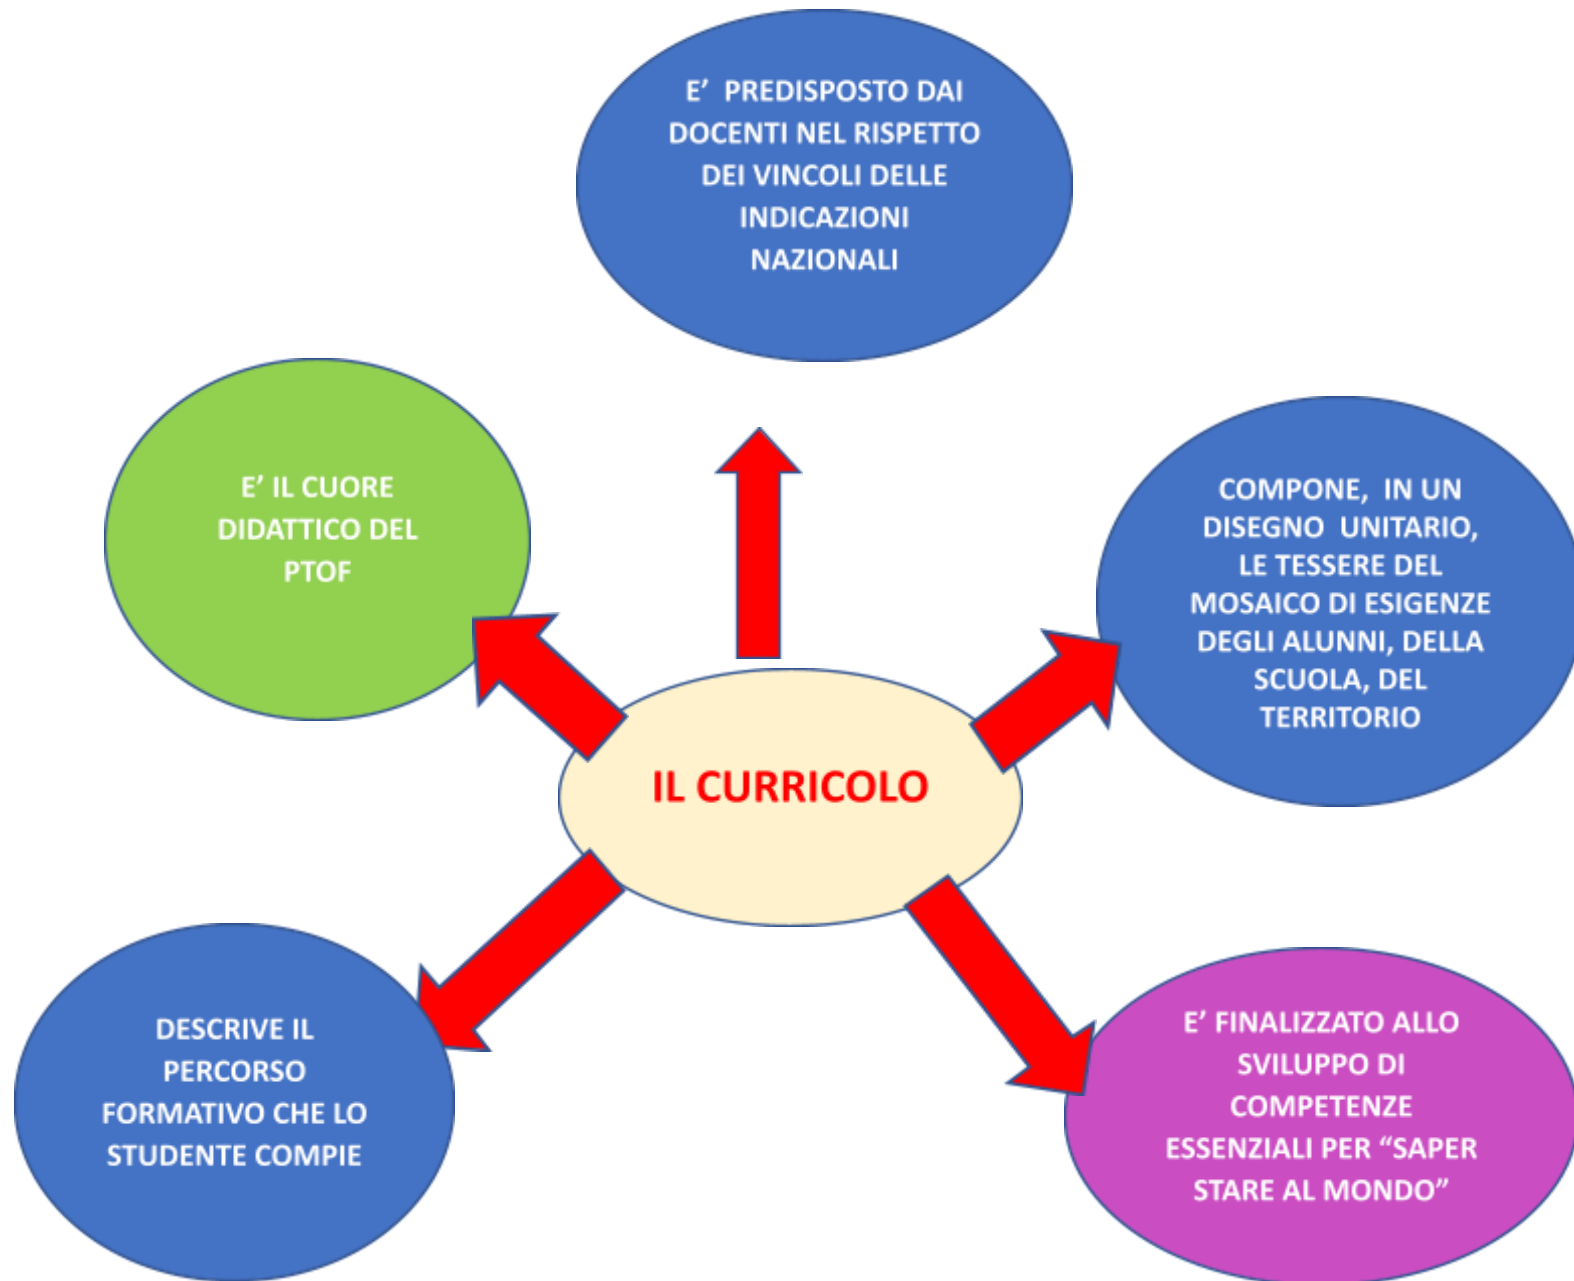 E’ PREDISPOSTO DAI
DOCENTI NEL RISPETTO
DEI VINCOLI DELLE
INDICAZIONI
NAZIONALI
E’ IL CUORE
DIDATTICO DEL
PTOF
COMPONE, IN UN
DISEGNO UNITARIO,
LE TESSERE DEL
MOSAICO DI ESIGENZE
DEGLI ALUNNI, DELLA
SCUOLA, DEL
TERRITORIO
IL CURRICOLO
DESCRIVE IL
PERCORSO
FORMATIVO CHE LO
STUDENTE COMPIE
E’ FINALIZZATO ALLO
SVILUPPO DI
COMPETENZE
ESSENZIALI PER “SAPER
STARE AL MONDO”